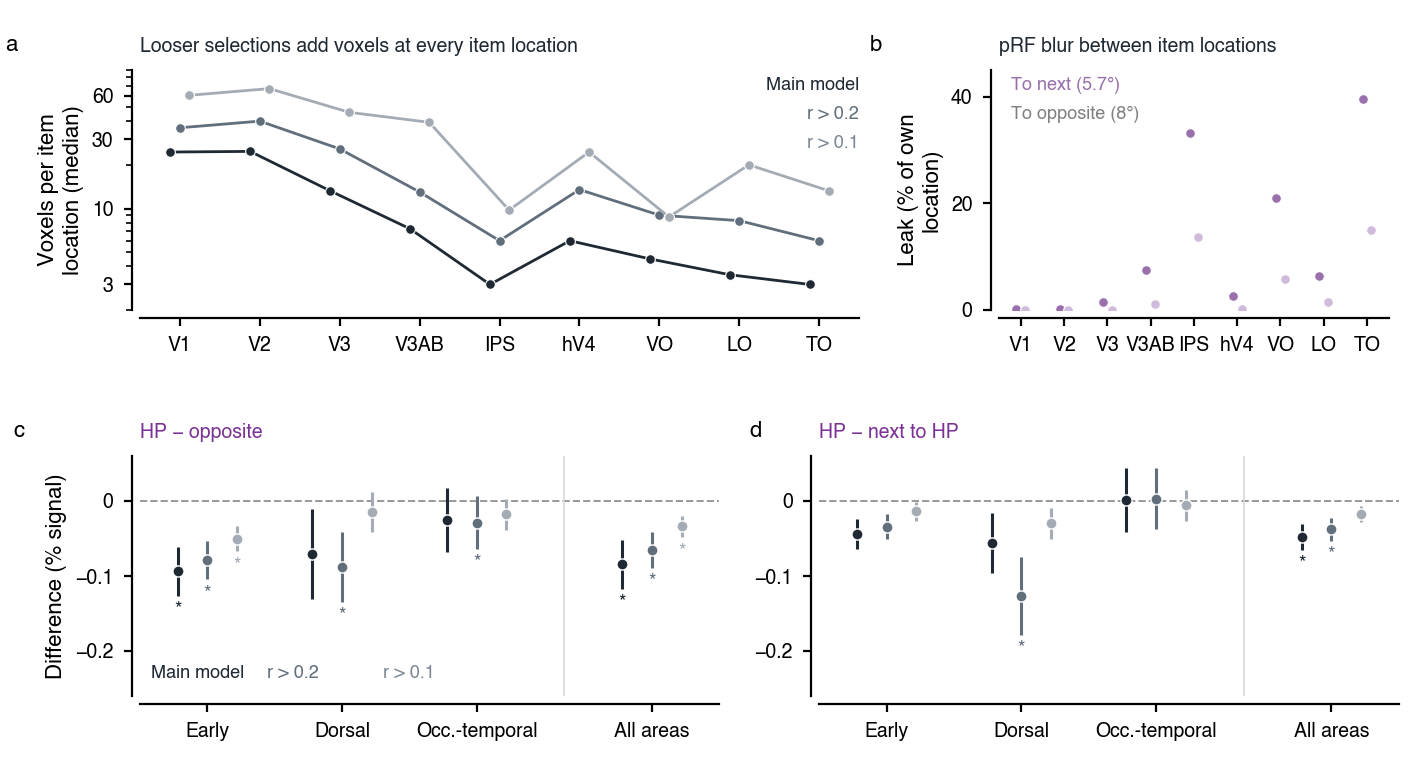 a
Looser selections add voxels at every item location
Voxels per item
location (median)
60
30
10
3
Main model
r > 0.2
r > 0.1
V1 V2 V3 V3AB IPS hV4 VO LO TO
b
pRF blur between item locations
Leak (% of own
location)
40
20
0
To next (5.7°)
To opposite (8°)
V1 V2 V3 V3AB IPS hV4 VO LO TO
c
HP – opposite
Difference (% signal)
0
–0.1
–0.2
* * * * * * * *
Main model r > 0.2 r > 0.1
Early Dorsal Occ.-temporal All areas
d
HP – next to HP
0
–0.1
–0.2
* * *
Early Dorsal Occ.-temporal All areas